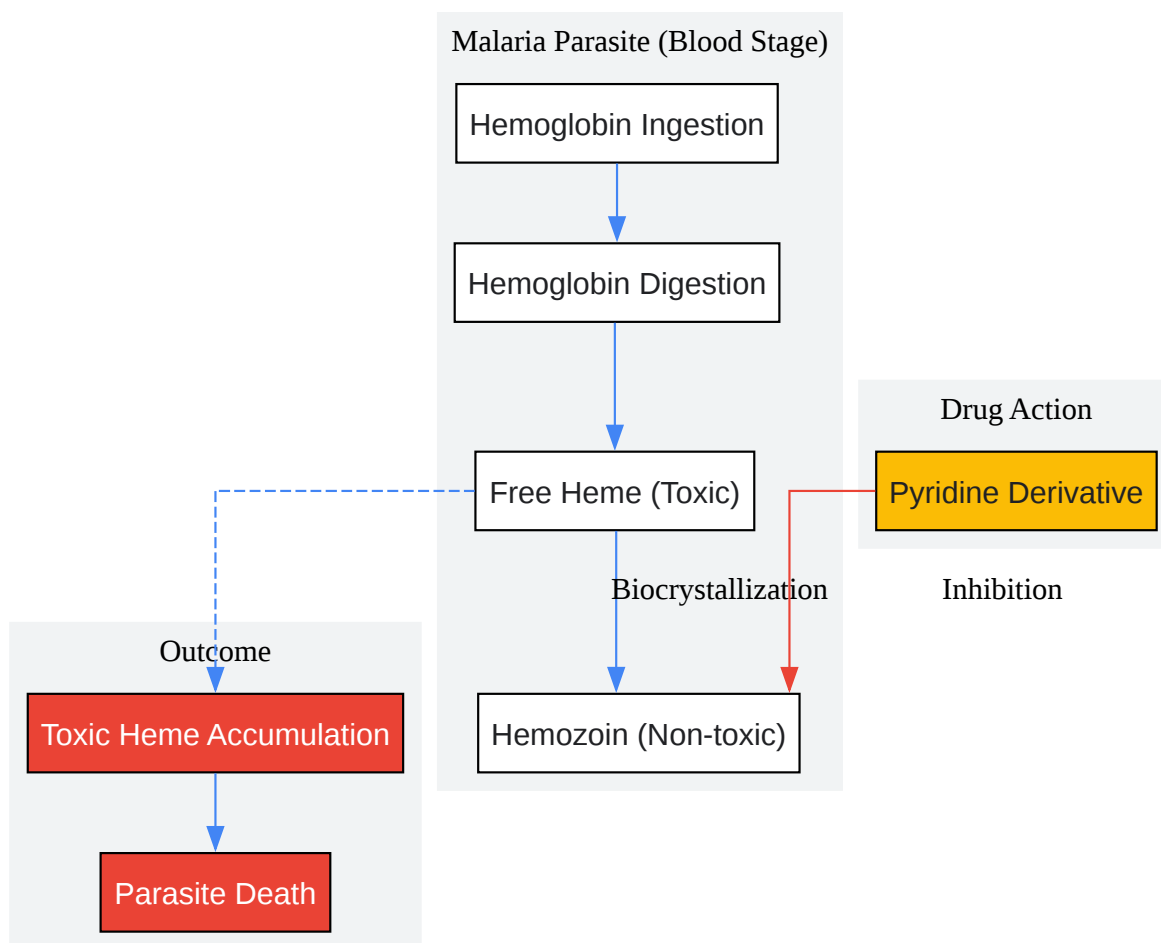 Malaria Parasite (Blood Stage)
Hemoglobin Ingestion
Hemoglobin Digestion
Drug Action
Free Heme (Toxic)
Pyridine Derivative
Biocrystallization
Inhibition
Outcome
Toxic Heme Accumulation
Hemozoin (Non-toxic)
Parasite Death